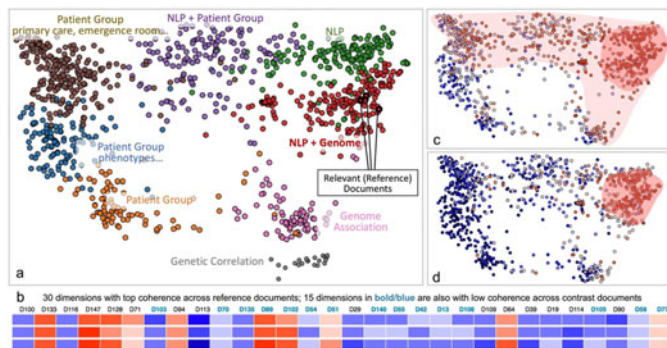 Patient Group
primary care, emergence room...
NLP + Patient Group
NLP
NLP + Genome
Relevant (Reference)
Documents
Patient Group
phenotypes...
Patient Group
Genome
Association
Genetic Correlation
a
c
d
b
30 dimensions with top coherence across reference documents; 15 dimensions in bold/blue are also with low coherence across contrast documents
D100 D133 D116 D147 D128 D71 D103 D94 D113 D70 D135 D89 D102 D54 D51 D29 D140 D55 D42 D13 D106 D109 D64 D39 D19 D114 D105 D90